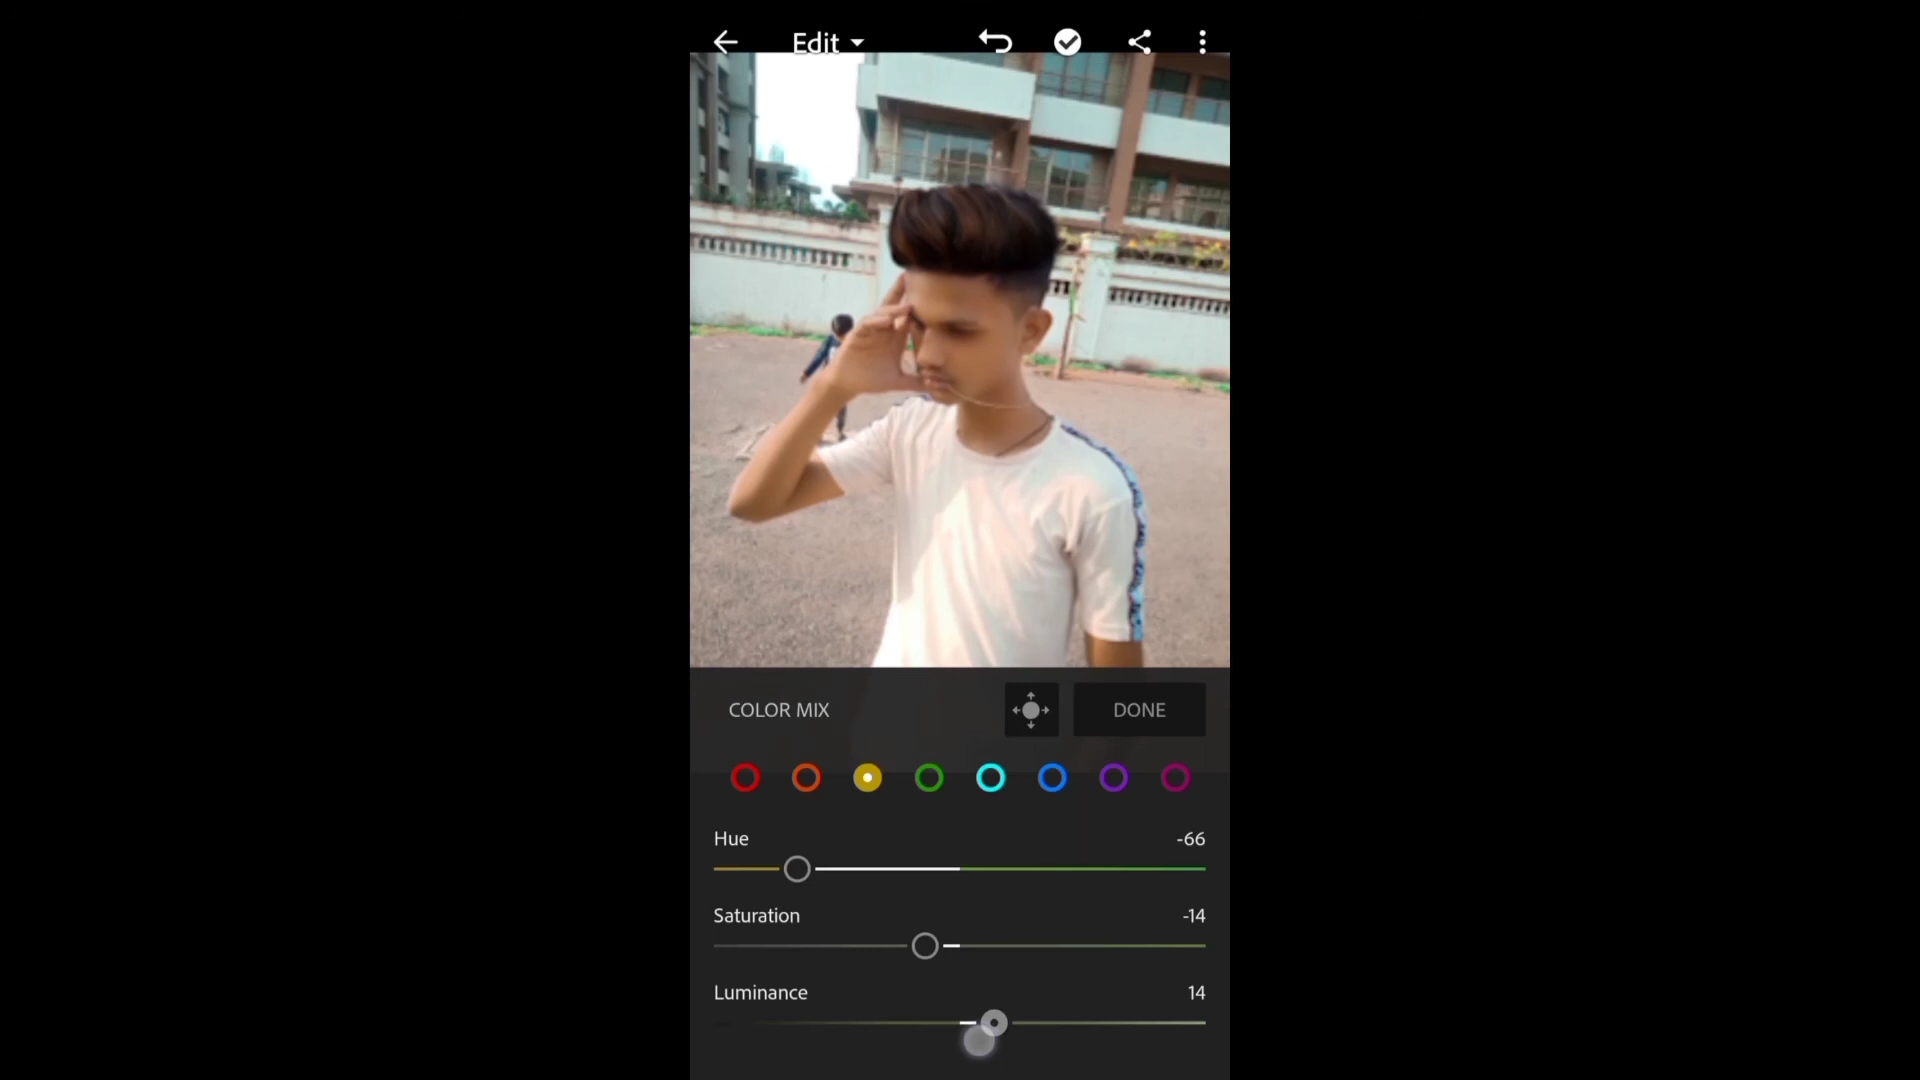 Edit
COLOR MIX
DONE
Hue -66
Saturation -14
Luminance 14